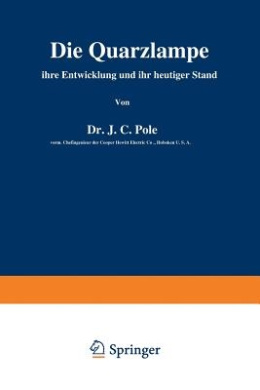 Die Quarzlampe
ihre Entwicklung und ihr heutiger Stand
Von
Dr. J. C. Pole
vorm. Chefingenieur der Cooper Hewitt Electric Co., Hoboken U. S. A.
Springer